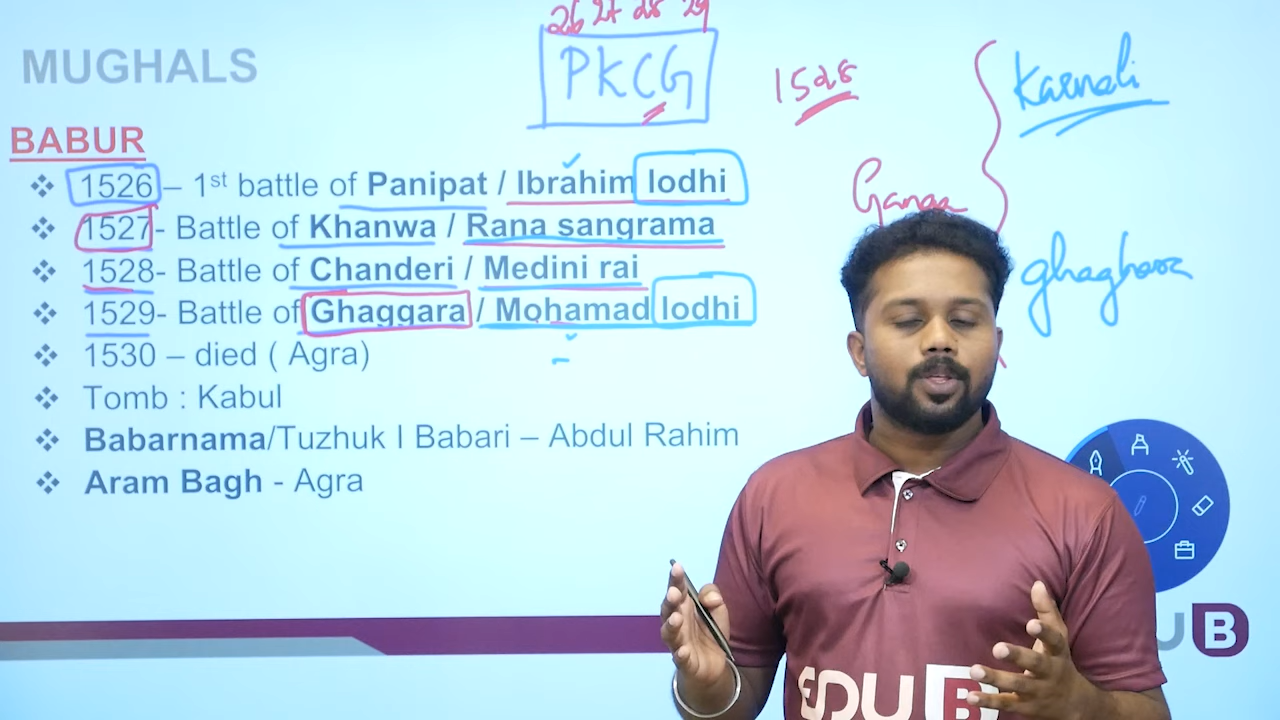 26 27 28 29
MUGHALS
PKCG
1528
Karnali
BABUR
❖ 1526 – 1st battle of Panipat / Ibrahim lodhi
Ganga
❖ 1527- Battle of Khanwa / Rana sangrama
❖ 1528- Battle of Chanderi / Medini rai
ghaghara
❖ 1529- Battle of Ghaggara / Mohamad lodhi
❖ 1530 – died ( Agra)
❖ Tomb : Kabul
❖ Babarnama/Tuzhuk I Babari – Abdul Rahim
❖ Aram Bagh - Agra
U B
EDU B